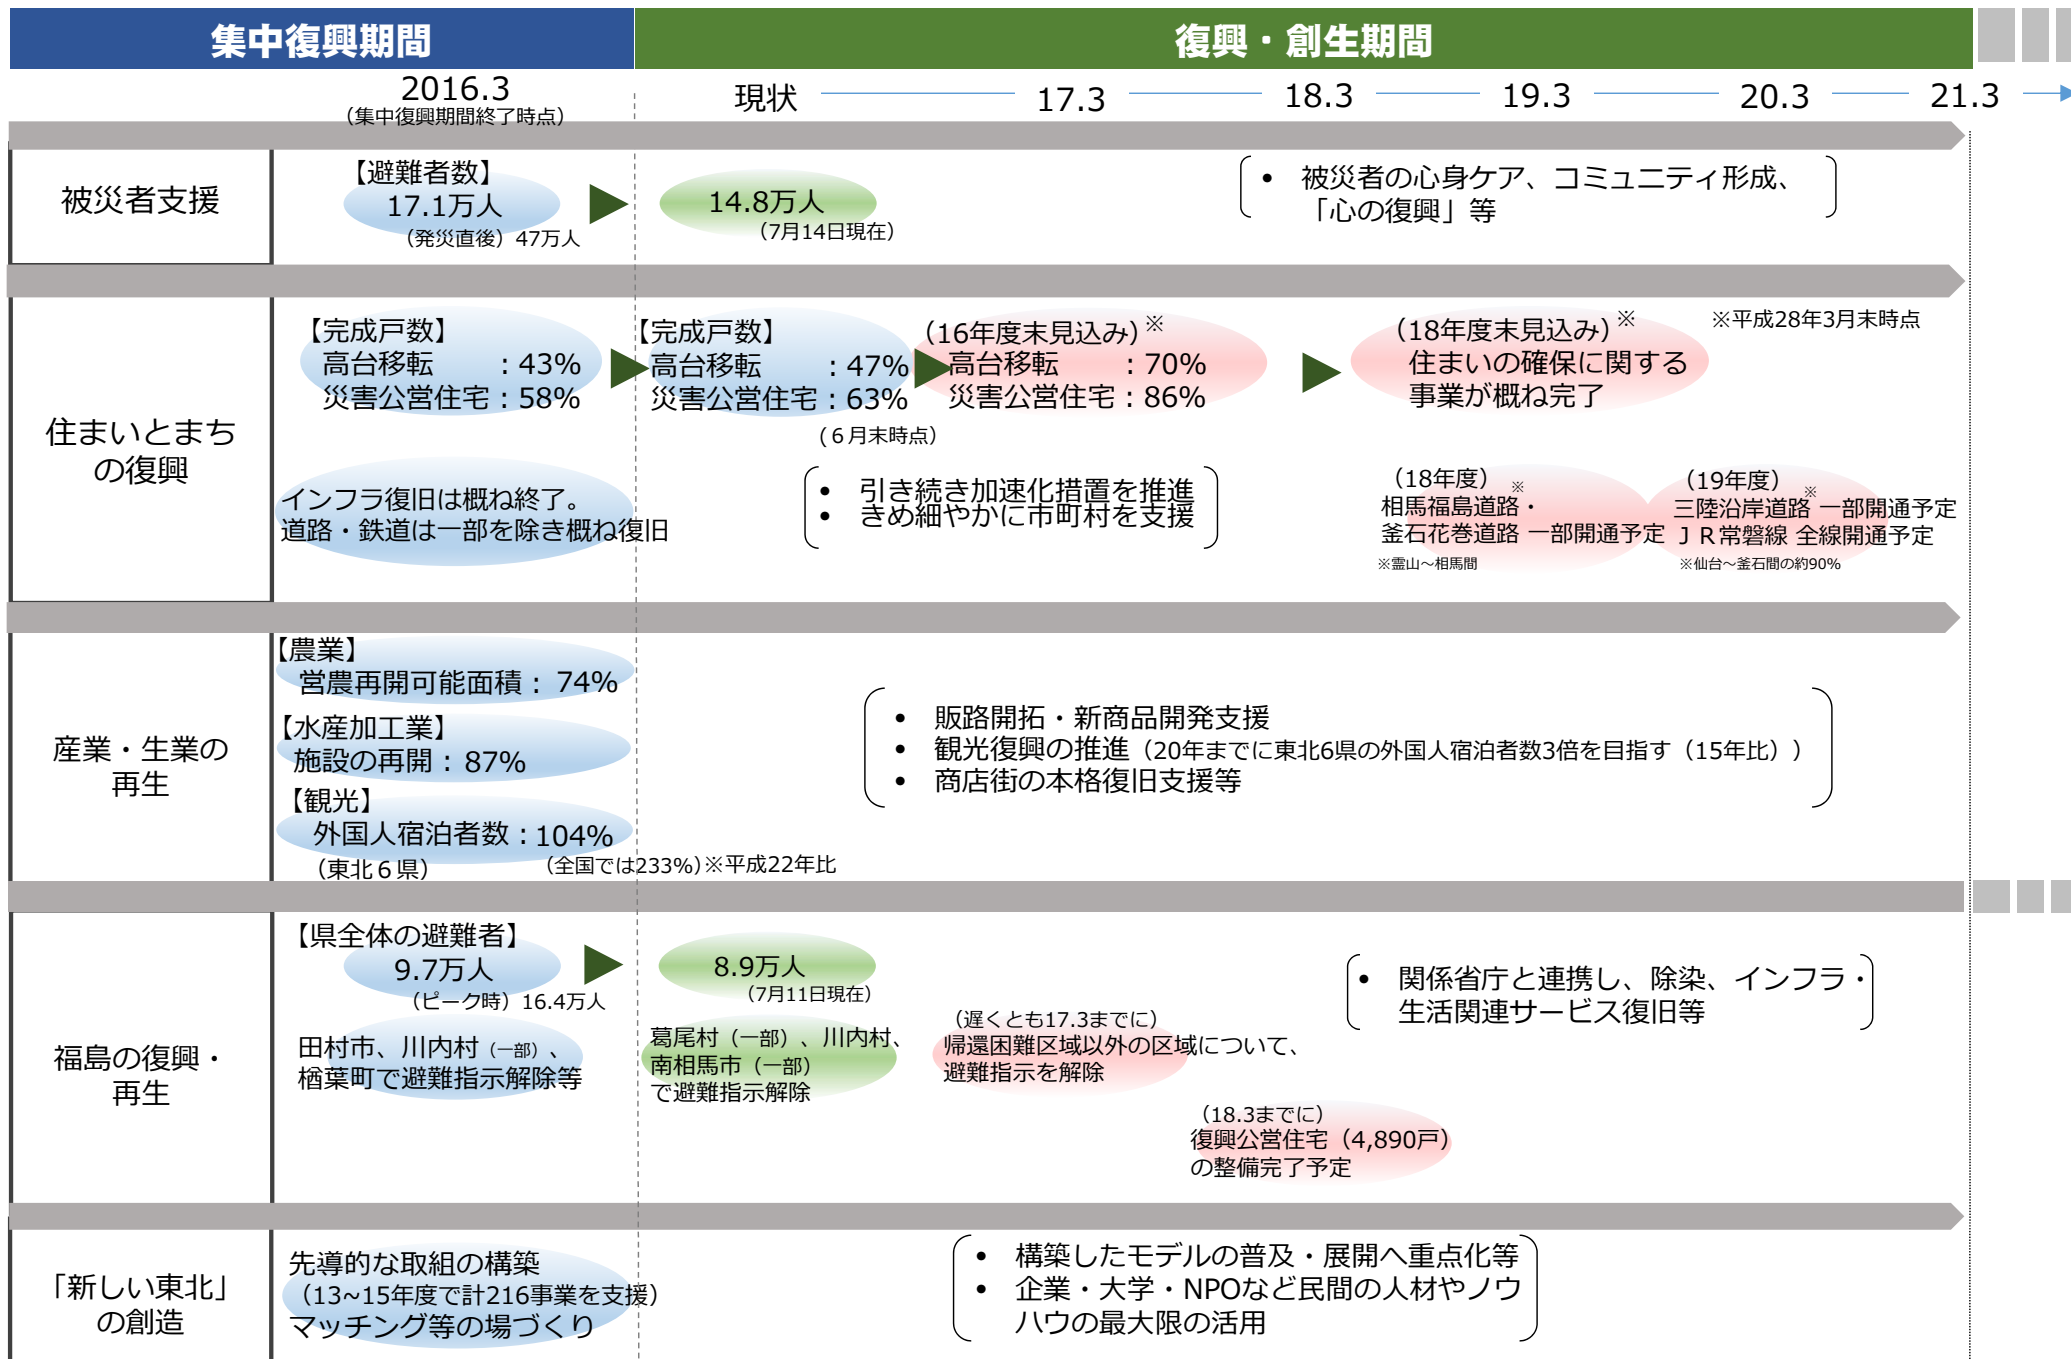 集中復興期間
復興・創生期間
2016.3
（集中復興期間終了時点）
現状
17.3
18.3
19.3
20.3
21.3
被災者支援
【避難者数】
17.1万人
（発災直後）47万人
14.8万人
（7月14日現在）
• 被災者の心身ケア、コミュニティ形成、
「心の復興」等
住まいとまち
の復興
【完成戸数】
高台移転 ：43%
災害公営住宅：58%
【完成戸数】
高台移転 ：47%
災害公営住宅：63%
（６月末時点）
（16年度末見込み）※
高台移転 ：70%
災害公営住宅：86%
（18年度末見込み）※
住まいの確保に関する
事業が概ね完了
※平成28年3月末時点
インフラ復旧は概ね終了。
道路・鉄道は一部を除き概ね復旧
• 引き続き加速化措置を推進
• きめ細やかに市町村を支援
（18年度）
相馬福島道路※・
釜石花巻道路 一部開通予定
※霊山～相馬間
（19年度）
三陸沿岸道路※ 一部開通予定
ＪＲ常磐線 全線開通予定
※仙台～釜石間の約90%
産業・生業の
再生
【農業】
営農再開可能面積：74%
【水産加工業】
施設の再開：87%
【観光】
外国人宿泊者数：104%
（東北６県）
（全国では233%）※平成22年比
• 販路開拓・新商品開発支援
• 観光復興の推進（20年までに東北6県の外国人宿泊者数3倍を目指す（15年比））
• 商店街の本格復旧支援等
福島の復興・
再生
【県全体の避難者】
9.7万人
（ピーク時）16.4万人
8.9万人
（7月11日現在）
• 関係省庁と連携し、除染、インフラ・
生活関連サービス復旧等
田村市、川内村（一部）、
楢葉町で避難指示解除等
葛尾村（一部）、川内村、
南相馬市（一部）
で避難指示解除
（遅くとも17.3までに）
帰還困難区域以外の区域について、
避難指示を解除
（18.3までに）
復興公営住宅（4,890戸）
の整備完了予定
「新しい東北」
の創造
先導的な取組の構築
（13~15年度で計216事業を支援）
マッチング等の場づくり
• 構築したモデルの普及・展開へ重点化等
• 企業・大学・NPOなど民間の人材やノウ
ハウの最大限の活用